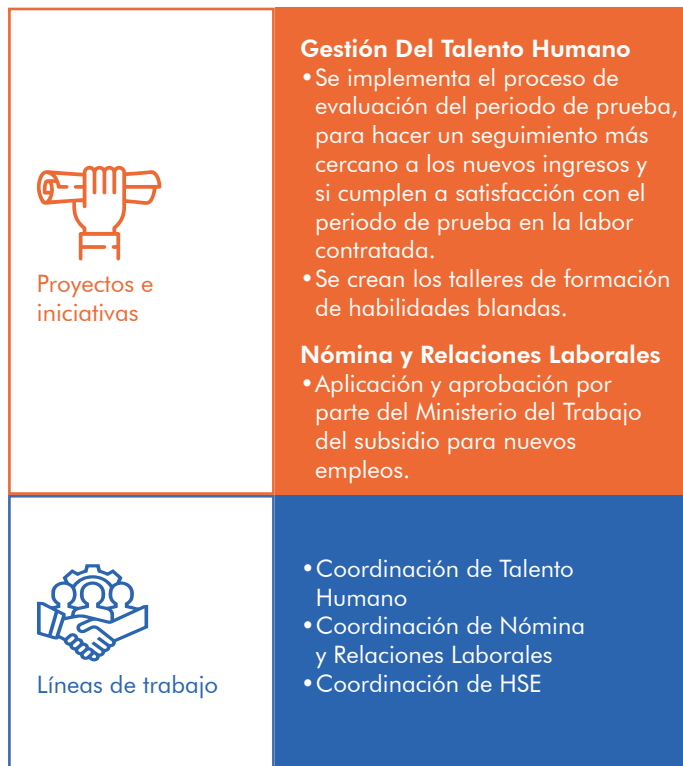 Proyectos e
iniciativas
Gestión Del Talento Humano
•Se implementa el proceso de
evaluación del periodo de prueba,
para hacer un seguimiento más
cercano a los nuevos ingresos y
si cumplen a satisfacción con el
periodo de prueba en la labor
contratada.
•Se crean los talleres de formación
de habilidades blandas.
Nómina y Relaciones Laborales
•Aplicación y aprobación por
parte del Ministerio del Trabajo
del subsidio para nuevos
empleos.
Líneas de trabajo
•Coordinación de Talento
Humano
•Coordinación de Nómina
y Relaciones Laborales
•Coordinación de HSE